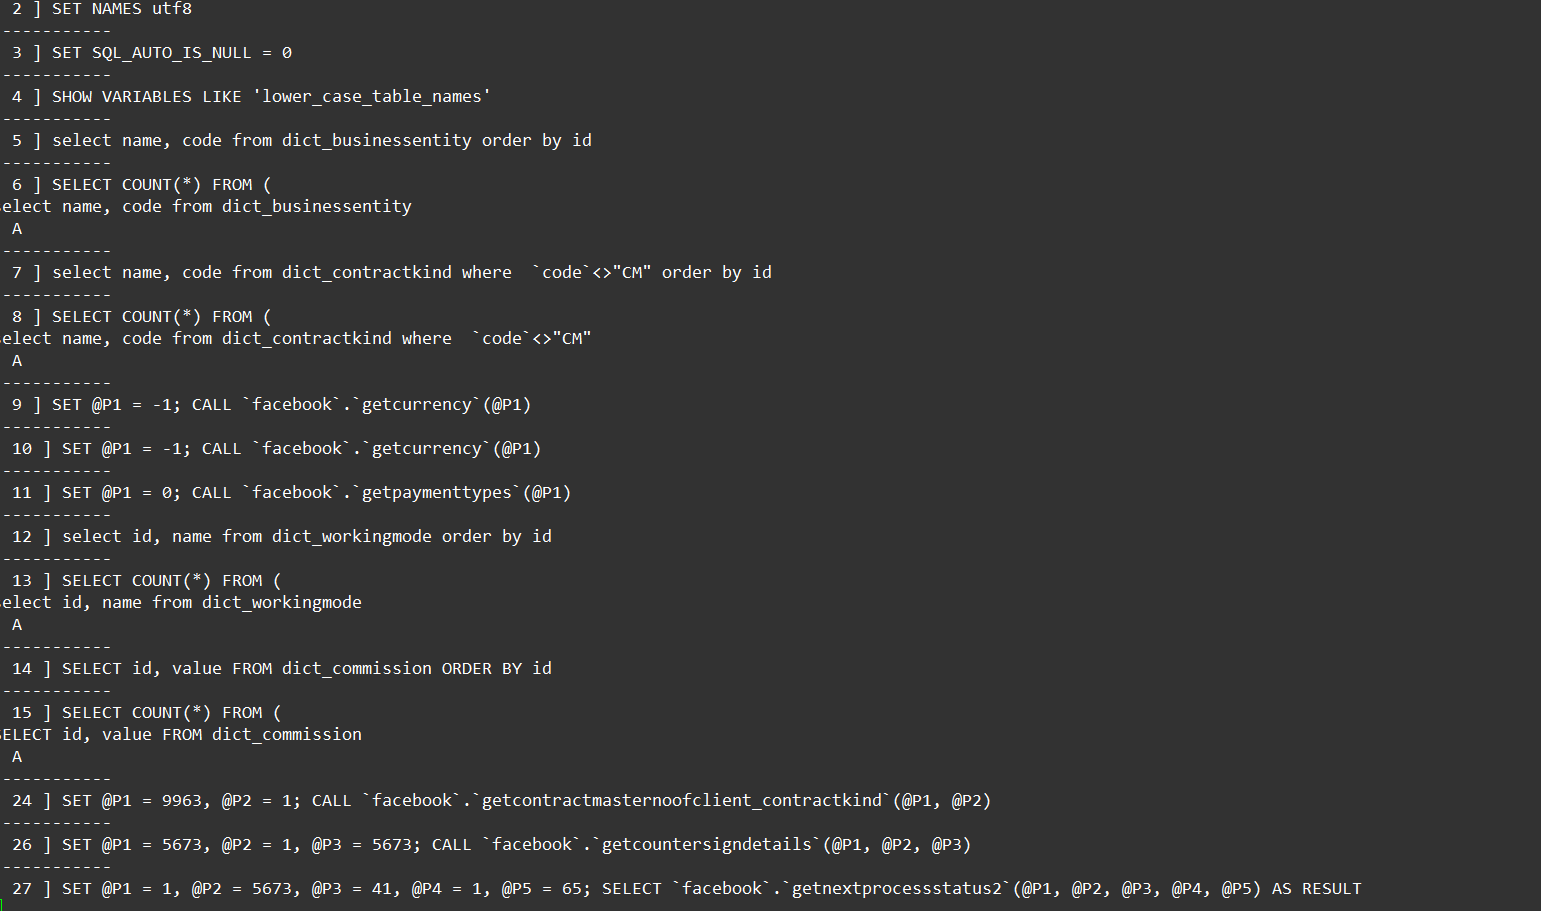 2 ] SET NAMES utf8
-----------
3 ] SET SQL_AUTO_IS_NULL = 0
-----------
4 ] SHOW VARIABLES LIKE 'lower_case_table_names'
-----------
5 ] select name, code from dict_businessentity order by id
-----------
6 ] SELECT COUNT(*) FROM (
select name, code from dict_businessentity
A
-----------
7 ] select name, code from dict_contractkind where  `code`<>"CM" order by id
-----------
8 ] SELECT COUNT(*) FROM (
select name, code from dict_contractkind where  `code`<>"CM"
A
-----------
9 ] SET @P1 = -1; CALL `facebook`.`getcurrency`(@P1)
-----------
10 ] SET @P1 = -1; CALL `facebook`.`getcurrency`(@P1)
-----------
11 ] SET @P1 = 0; CALL `facebook`.`getpaymenttypes`(@P1)
-----------
12 ] select id, name from dict_workingmode order by id
-----------
13 ] SELECT COUNT(*) FROM (
select id, name from dict_workingmode
A
-----------
14 ] SELECT id, value FROM dict_commission ORDER BY id
-----------
15 ] SELECT COUNT(*) FROM (
SELECT id, value FROM dict_commission
A
-----------
24 ] SET @P1 = 9963, @P2 = 1; CALL `facebook`.`getcontractmasternoofclient_contractkind`(@P1, @P2)
-----------
26 ] SET @P1 = 5673, @P2 = 1, @P3 = 5673; CALL `facebook`.`getcountersigndetails`(@P1, @P2, @P3)
-----------
27 ] SET @P1 = 1, @P2 = 5673, @P3 = 41, @P4 = 1, @P5 = 65; SELECT `facebook`.`getnextprocessstatus2`(@P1, @P2, @P3, @P4, @P5) AS RESULT